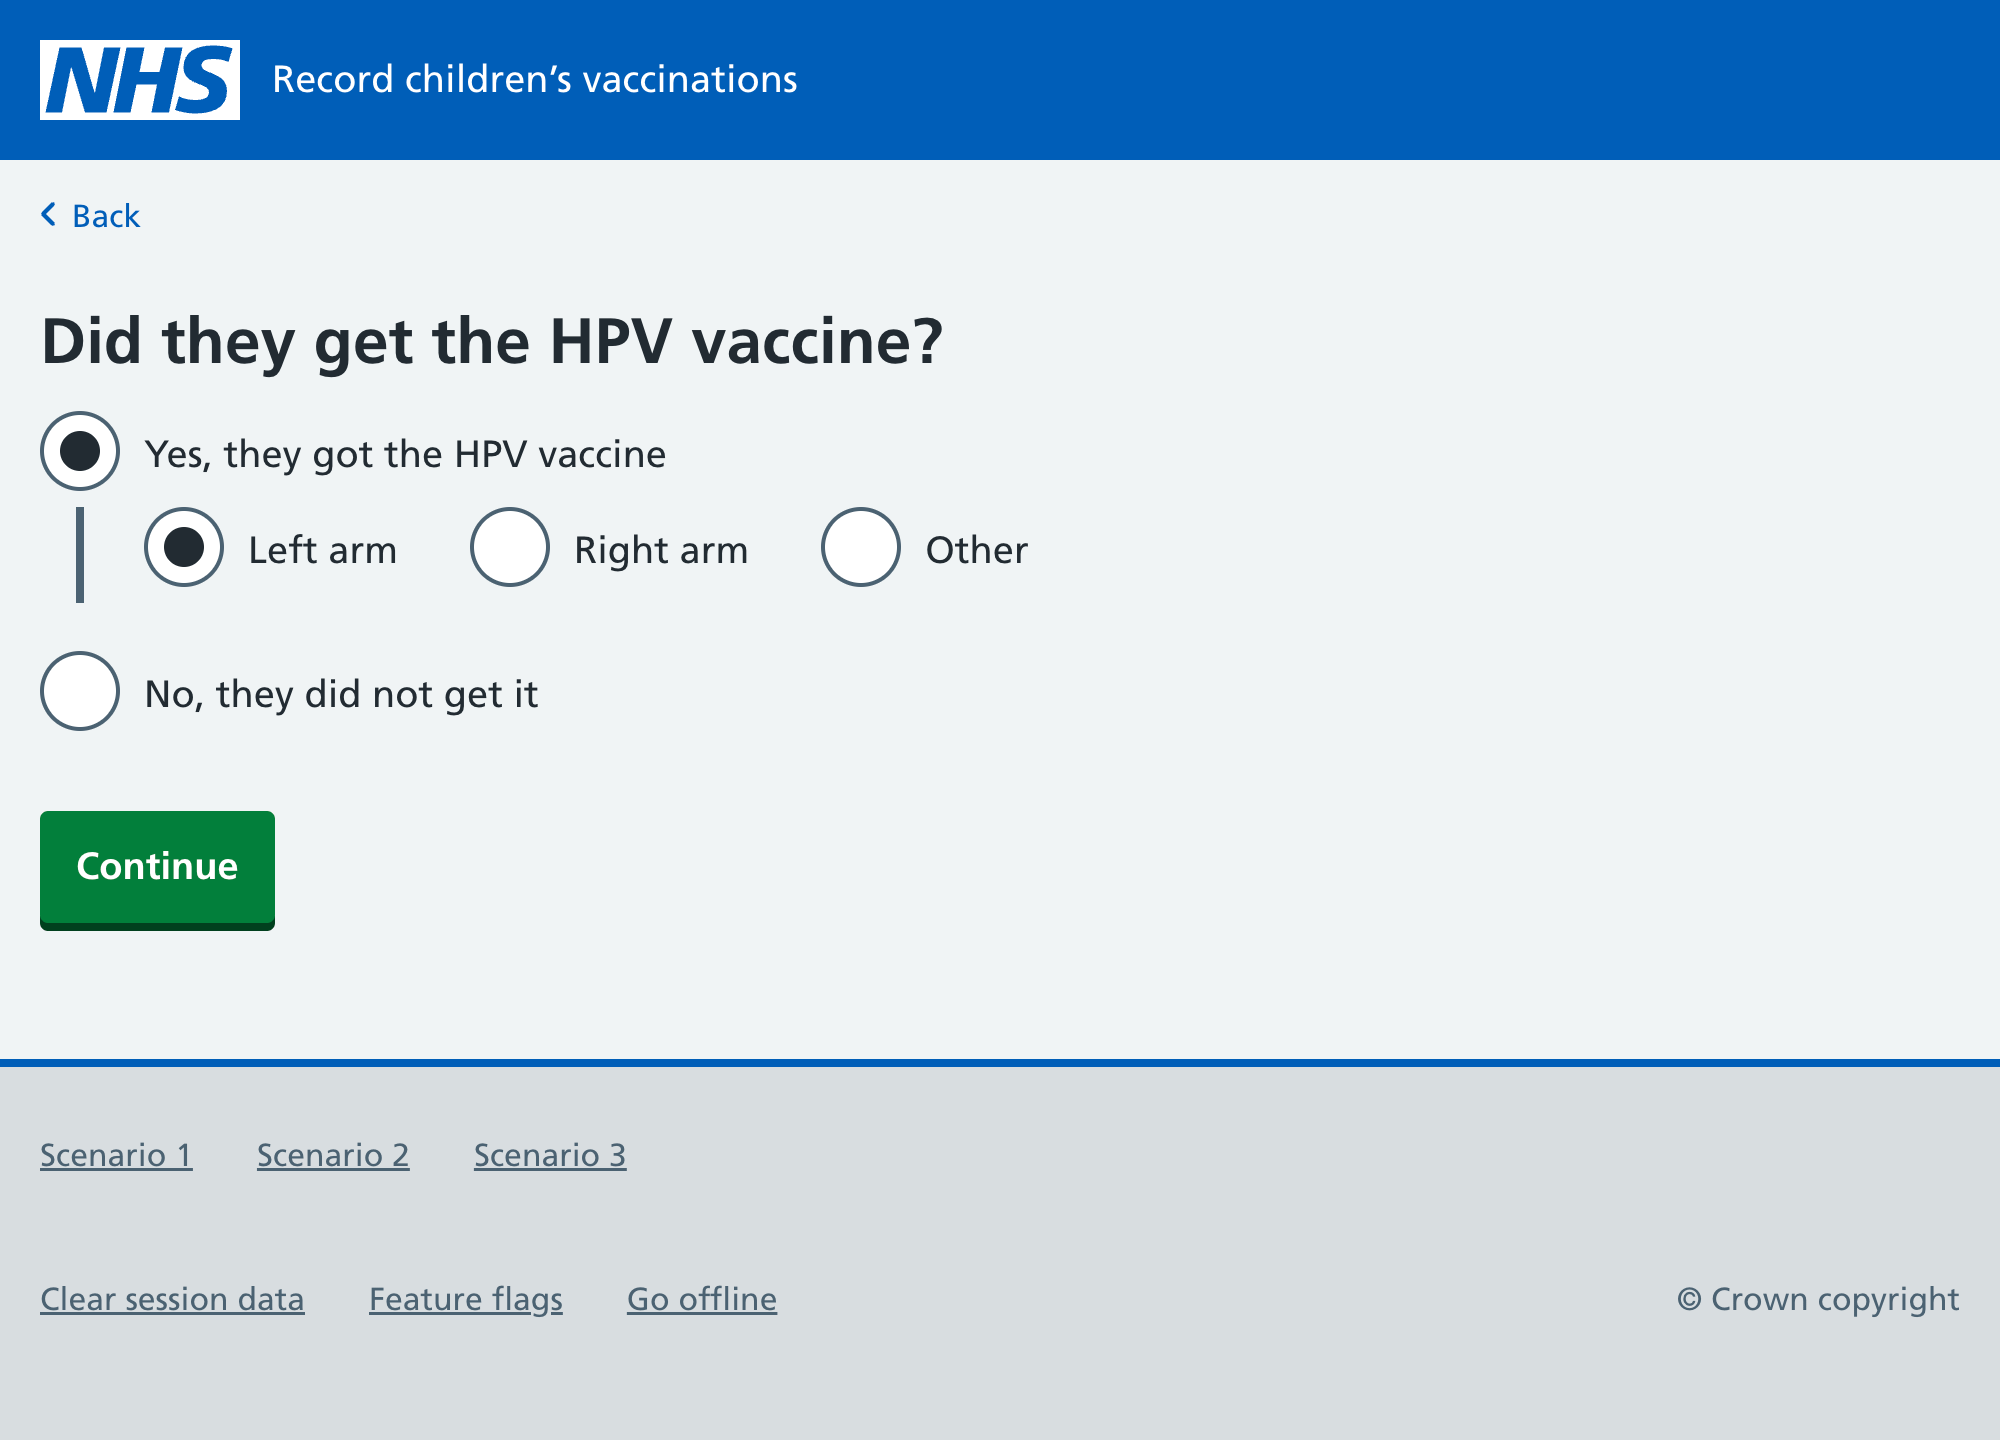 NHS Record children’s vaccinations
Back
Did they get the HPV vaccine?
Yes, they got the HPV vaccine
Left arm Right arm Other
No, they did not get it
Continue
Scenario 1 Scenario 2 Scenario 3
Clear session data Feature flags Go offline © Crown copyright